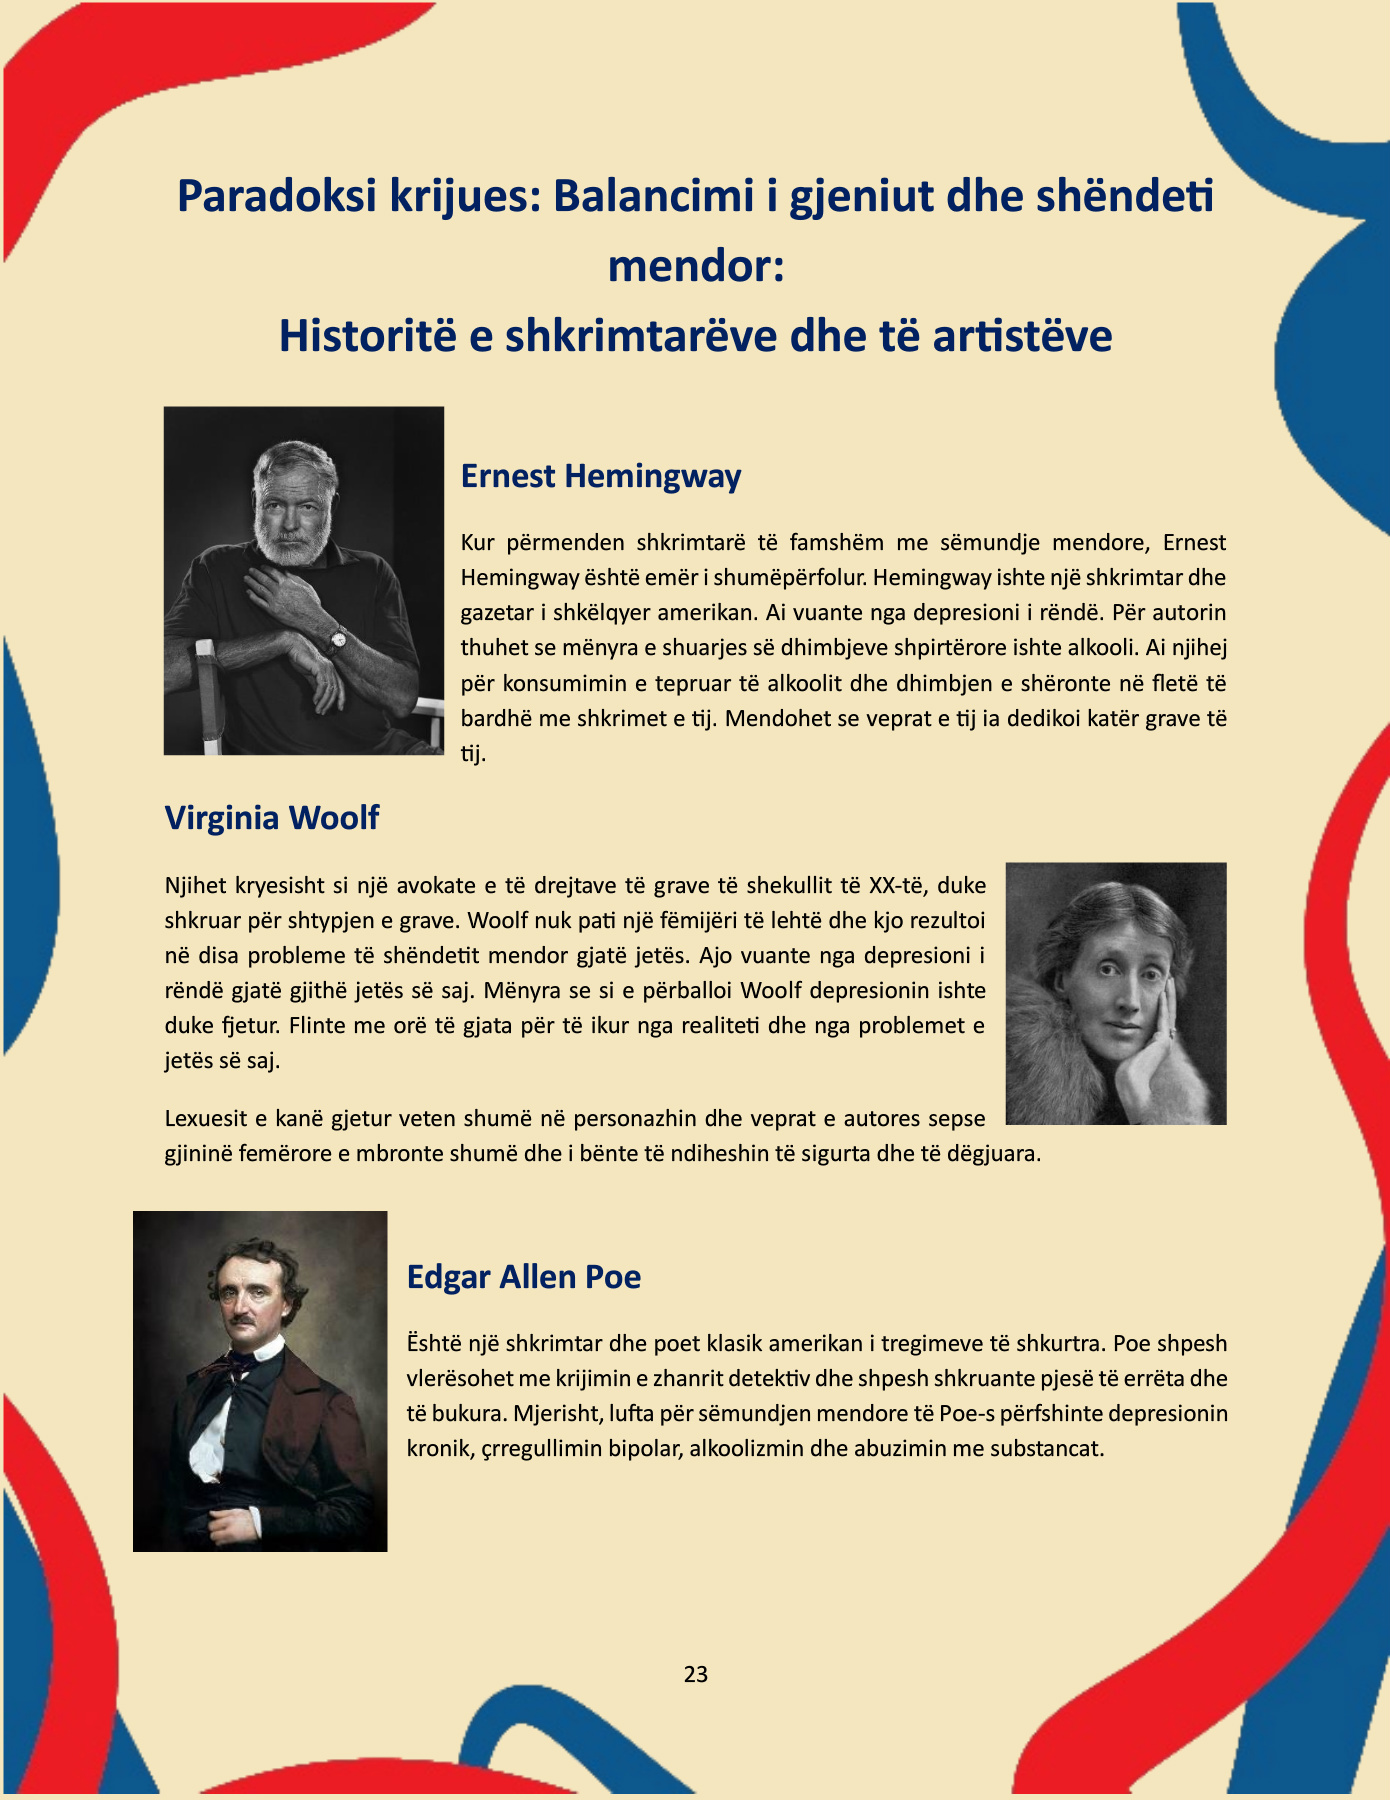 Paradoksi krijues: Balancimi i gjeniut dhe shëndeti
mendor:
Historitë e shkrimtarëve dhe të artistëve
Ernest Hemingway
Kur përmenden shkrimtarë të famshëm me sëmundje mendore, Ernest
Hemingway është emër i shumëpërfolur. Hemingway ishte një shkrimtar dhe
gazetar i shkëlqyer amerikan. Ai vuante nga depresioni i rëndë. Për autorin
thuhet se mënyra e shuarjes së dhimbjeve shpirtërore ishte alkooli. Ai njihej
për konsumimin e tepruar të alkoolit dhe dhimbjen e shëronte në fletë të
bardhë me shkrimet e tij. Mendohet se veprat e tij ia dedikoi katër grave të
tij.
Virginia Woolf
Njihet kryesisht si një avokate e të drejtave të grave të shekullit të XX-të, duke
shkruar për shtypjen e grave. Woolf nuk pati një fëmijëri të lehtë dhe kjo rezultoi
në disa probleme të shëndetit mendor gjatë jetës. Ajo vuante nga depresioni i
rëndë gjatë gjithë jetës së saj. Mënyra se si e përballoi Woolf depresionin ishte
duke fjetur. Flinte me orë të gjata për të ikur nga realiteti dhe nga problemet e
jetës së saj.
Lexuesit e kanë gjetur veten shumë në personazhin dhe veprat e autores sepse
gjininë femërore e mbronte shumë dhe i bënte të ndiheshin të sigurta dhe të dëgjuara.
Edgar Allen Poe
Është një shkrimtar dhe poet klasik amerikan i tregimeve të shkurtra. Poe shpesh
vlerësohet me krijimin e zhanrit detektiv dhe shpesh shkruante pjesë të errëta dhe
të bukura. Mjerisht, lufta për sëmundjen mendore të Poe-s përfshinte depresionin
kronik, çrregullimin bipolar, alkoolizmin dhe abuzimin me substancat.
23